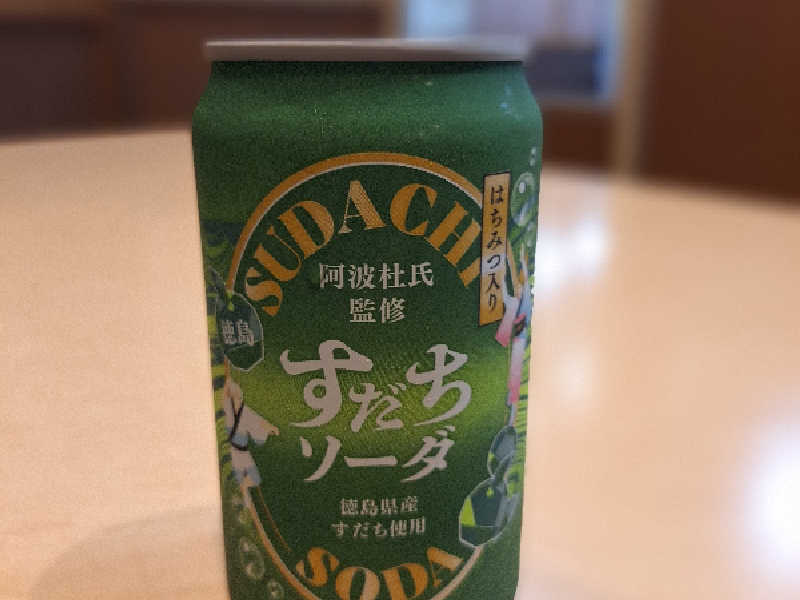 SUDACHI
はちみつ入り
阿波杜氏
監修
徳島
すだち
ソーダ
徳島県産
すだち使用
SODA